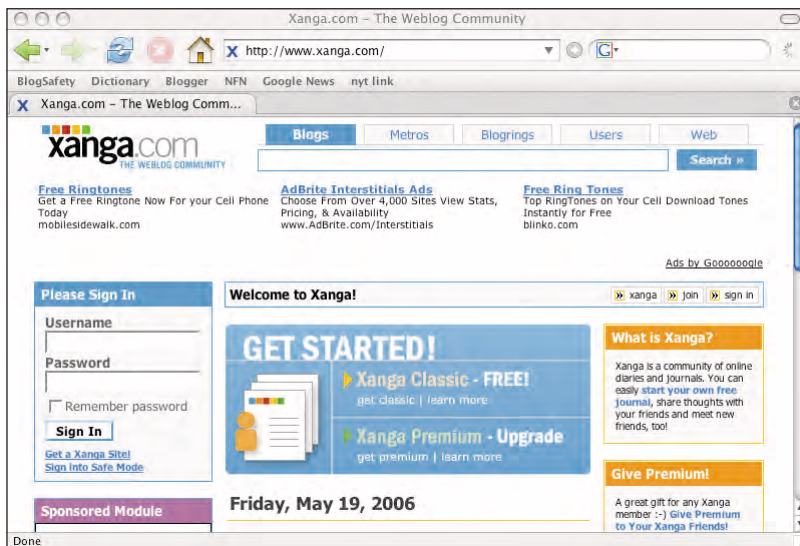 Xanga.com – The Weblog Community
X http://www.xanga.com/
G
BlogSafety Dictionary Blogger NFN Google News nyt link
X Xanga.com – The Weblog Comm...
xanga.com
THE WEBLOG COMMUNITY
Blogs Metros Blogrings Users Web
Search »
Free Ringtones
Get a Free Ringtone Now For your Cell Phone
Today
mobilesidewalk.com
AdBrite Interstitials Ads
Choose From Over 4,000 Sites View Stats,
Pricing, & Availability
www.AdBrite.com/Interstitials
Free Ring Tones
Top RingTones on Your Cell Download Tones
Instantly for Free
blinko.com
Ads by Goooooogle
Please Sign In
Username
Password
Remember password
Sign In
Get a Xanga Site!
Sign into Safe Mode
Sponsored Module
Welcome to Xanga!
» xanga » join » sign in
GET STARTED!
Xanga Classic - FREE!
get classic | learn more
Xanga Premium - Upgrade
get premium | learn more
Friday, May 19, 2006
What is Xanga?
Xanga is a community of online
diaries and journals. You can
easily start your own free
journal, share thoughts with
your friends and meet new
friends, too!
Give Premium!
A great gift for any Xanga
member :-) Give Premium
to Your Xanga Friends!
Done